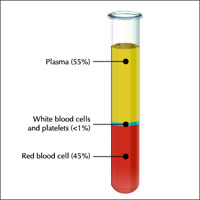 Plasma (55%)
White blood cells
and platelets (<1%)
Red blood cell (45%)